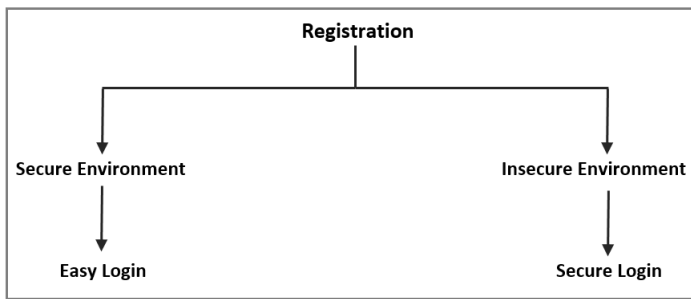 Registration
Secure Environment
Insecure Environment
Easy Login
Secure Login